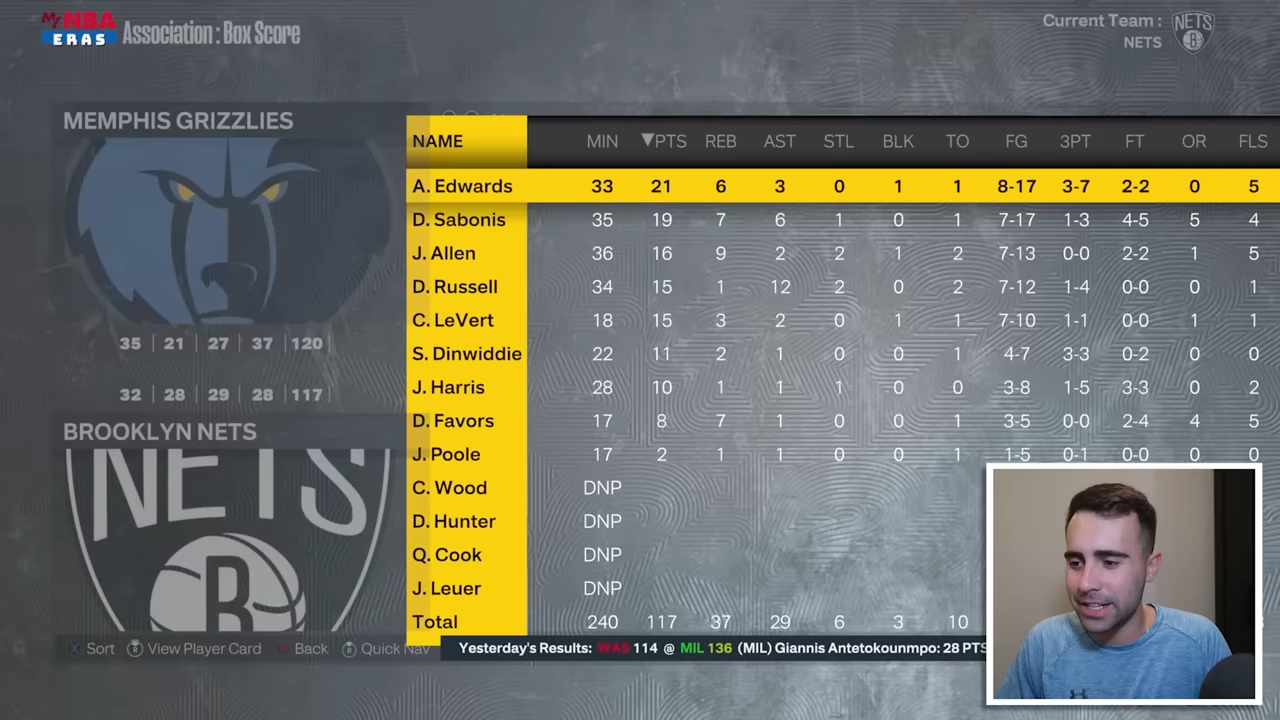 My NBA ERAS Association : Box Score
Current Team :
NETS
NETS
B
MEMPHIS GRIZZLIES
35 | 21 | 27 | 37 | 120
32 | 28 | 29 | 28 | 117
BROOKLYN NETS
NETS
B
NAME MIN ▼PTS REB AST STL BLK TO FG 3PT FT OR FLS
A. Edwards 33 21 6 3 0 1 1 8-17 3-7 2-2 0 5
D. Sabonis 35 19 7 6 1 0 1 7-17 1-3 4-5 5 4
J. Allen 36 16 9 2 2 1 2 7-13 0-0 2-2 1 5
D. Russell 34 15 1 12 2 0 2 7-12 1-4 0-0 0 1
C. LeVert 18 15 3 2 0 1 1 7-10 1-1 0-0 1 1
S. Dinwiddie 22 11 2 1 0 0 1 4-7 3-3 0-2 0 0
J. Harris 28 10 1 1 1 0 0 3-8 1-5 3-3 0 2
D. Favors 17 8 7 1 0 0 1 3-5 0-0 2-4 4 5
J. Poole 17 2 1 1 0 0 1 1-5 0-1 0-0 0 0
C. Wood DNP
D. Hunter DNP
Q. Cook DNP
J. Leuer DNP
Total 240 117 37 29 6 3 10
X Sort View Player Card Back Quick Nav
Yesterday's Results: WAS 114 @ MIL 136 (MIL) Giannis Antetokounmpo: 28 PTS